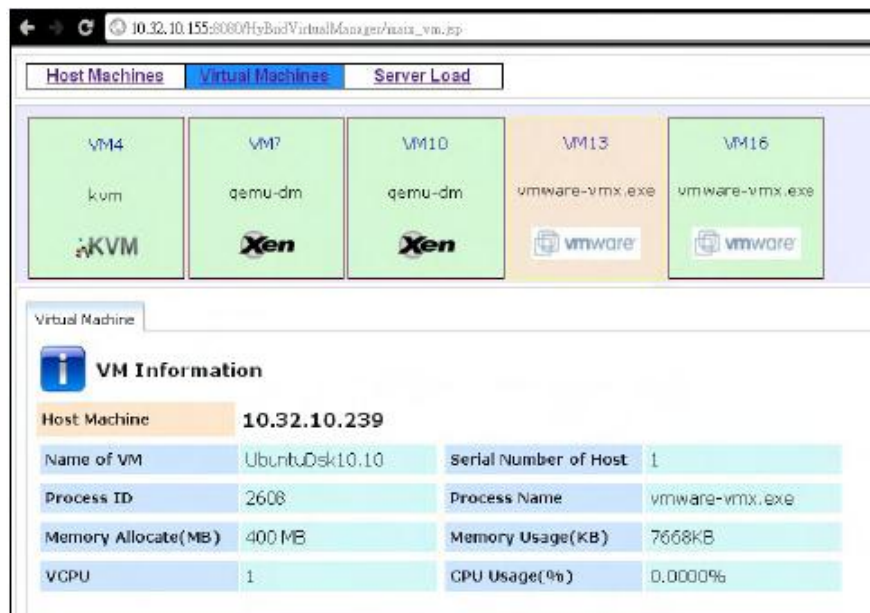 10.32.10.155:8080/HyBndVirtualManager/main_vm.jsp
Host Machines Virtual Machines Server Load
VM4 VM7 VM10 VM13 VM16
kvm qemu-dm qemu-dm vmware-vmx.exe vmware-vmx.exe
KVM Xen Xen vmware vmware
Virtual Machine
i VM Information
Host Machine 10.32.10.239
Name of VM UbuntuDsk10.10 Serial Number of Host 1
Process ID 2608 Process Name vmware-vmx.exe
Memory Allocate(MB) 400 MB Memory Usage(KB) 7668KB
VCPU 1 CPU Usage(%) 0.0000%